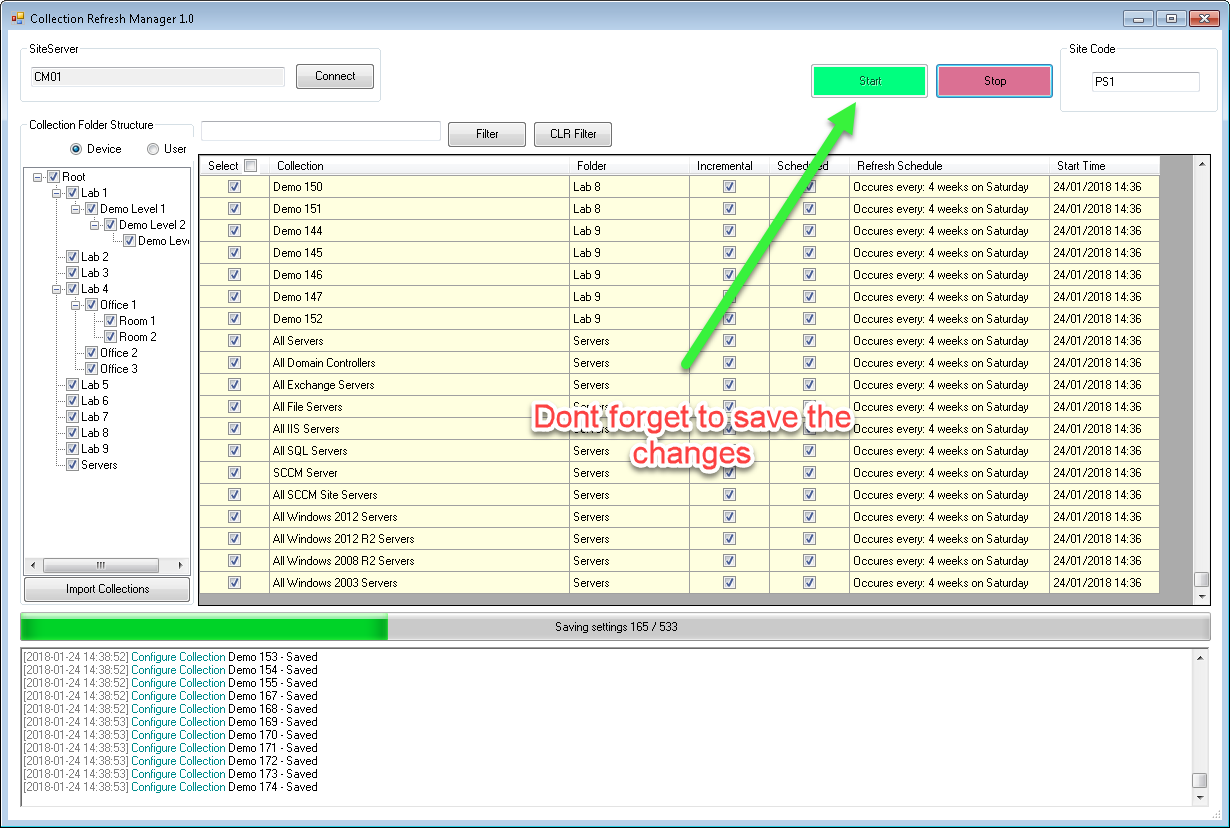 Collection Refresh Manager 1.0
SiteServer
CM01
Connect
Start
Stop
Site Code
PS1
Collection Folder Structure
Device
User
Filter
CLR Filter
Root
Lab 1
Demo Level 1
Demo Level 2
Demo Leve
Lab 2
Lab 3
Lab 4
Office 1
Room 1
Room 2
Office 2
Office 3
Lab 5
Lab 6
Lab 7
Lab 8
Lab 9
Servers
Import Collections
Select Collection Folder Incremental Scheduled Refresh Schedule Start Time
Demo 150 Lab 8 Occures every: 4 weeks on Saturday 24/01/2018 14:36
Demo 151 Lab 8 Occures every: 4 weeks on Saturday 24/01/2018 14:36
Demo 144 Lab 9 Occures every: 4 weeks on Saturday 24/01/2018 14:36
Demo 145 Lab 9 Occures every: 4 weeks on Saturday 24/01/2018 14:36
Demo 146 Lab 9 Occures every: 4 weeks on Saturday 24/01/2018 14:36
Demo 147 Lab 9 Occures every: 4 weeks on Saturday 24/01/2018 14:36
Demo 152 Lab 9 Occures every: 4 weeks on Saturday 24/01/2018 14:36
All Servers Servers Occures every: 4 weeks on Saturday 24/01/2018 14:36
All Domain Controllers Servers Occures every: 4 weeks on Saturday 24/01/2018 14:36
All Exchange Servers Servers Occures every: 4 weeks on Saturday 24/01/2018 14:36
All File Servers Servers Occures every: 4 weeks on Saturday 24/01/2018 14:36
All IIS Servers Servers Occures every: 4 weeks on Saturday 24/01/2018 14:36
All SQL Servers Servers Occures every: 4 weeks on Saturday 24/01/2018 14:36
SCCM Server Servers Occures every: 4 weeks on Saturday 24/01/2018 14:36
All SCCM Site Servers Servers Occures every: 4 weeks on Saturday 24/01/2018 14:36
All Windows 2012 Servers Servers Occures every: 4 weeks on Saturday 24/01/2018 14:36
All Windows 2012 R2 Servers Servers Occures every: 4 weeks on Saturday 24/01/2018 14:36
All Windows 2008 R2 Servers Servers Occures every: 4 weeks on Saturday 24/01/2018 14:36
All Windows 2003 Servers Servers Occures every: 4 weeks on Saturday 24/01/2018 14:36
Dont forget to save the
changes
Saving settings 165 / 533
[2018-01-24 14:38:52] Configure Collection Demo 153 - Saved
[2018-01-24 14:38:52] Configure Collection Demo 154 - Saved
[2018-01-24 14:38:52] Configure Collection Demo 155 - Saved
[2018-01-24 14:38:52] Configure Collection Demo 167 - Saved
[2018-01-24 14:38:52] Configure Collection Demo 168 - Saved
[2018-01-24 14:38:53] Configure Collection Demo 169 - Saved
[2018-01-24 14:38:53] Configure Collection Demo 170 - Saved
[2018-01-24 14:38:53] Configure Collection Demo 171 - Saved
[2018-01-24 14:38:53] Configure Collection Demo 172 - Saved
[2018-01-24 14:38:53] Configure Collection Demo 173 - Saved
[2018-01-24 14:38:53] Configure Collection Demo 174 - Saved